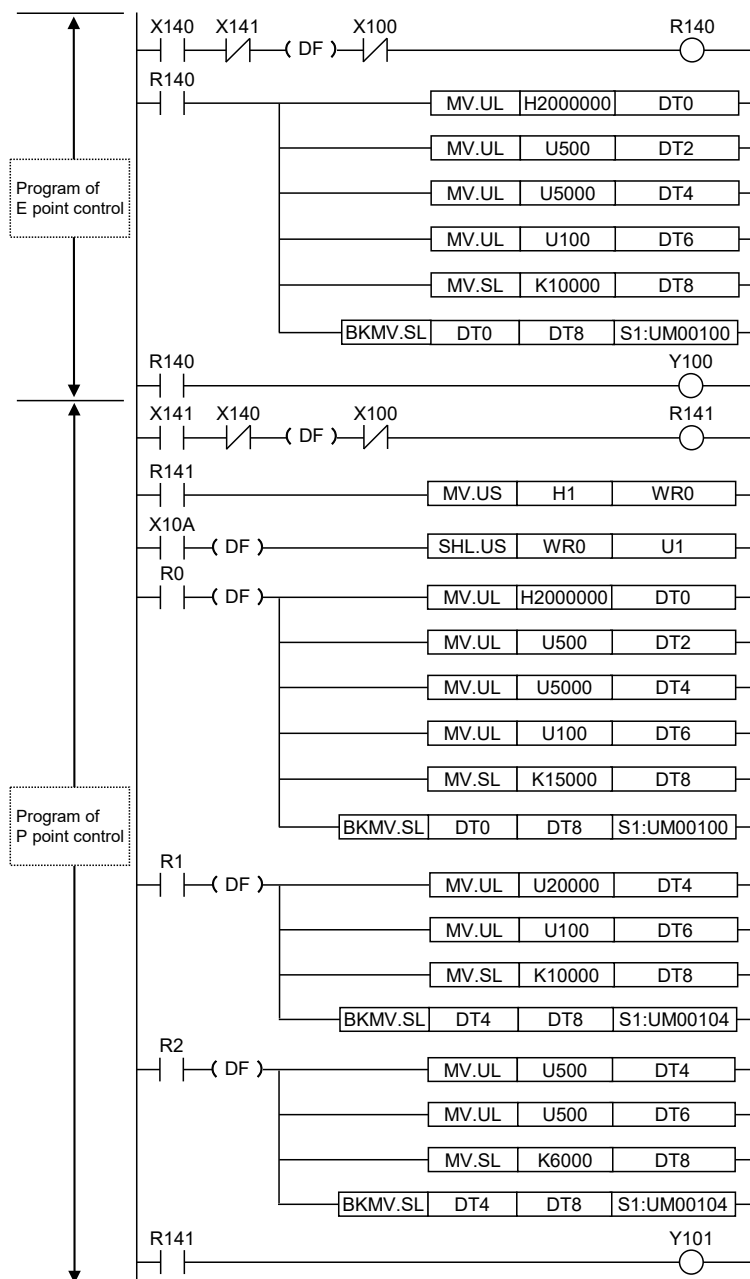 X140 X141 X100 R140
( DF )
R140
MV.UL H2000000 DT0
MV.UL U500 DT2
Program of
E point control
MV.UL U5000 DT4
MV.UL U100 DT6
MV.SL K10000 DT8
BKMV.SL DT0 DT8 S1:UM00100
R140 Y100
X141 X140 X100 R141
( DF )
R141
MV.US H1 WR0
X10A
( DF ) SHL.US WR0 U1
R0
( DF ) MV.UL H2000000 DT0
MV.UL U500 DT2
MV.UL U5000 DT4
MV.UL U100 DT6
MV.SL K15000 DT8
Program of
P point control
BKMV.SL DT0 DT8 S1:UM00100
R1
( DF ) MV.UL U20000 DT4
MV.UL U100 DT6
MV.SL K10000 DT8
BKMV.SL DT4 DT8 S1:UM00104
R2
( DF ) MV.UL U500 DT4
MV.UL U500 DT6
MV.SL K6000 DT8
BKMV.SL DT4 DT8 S1:UM00104
R141 Y101